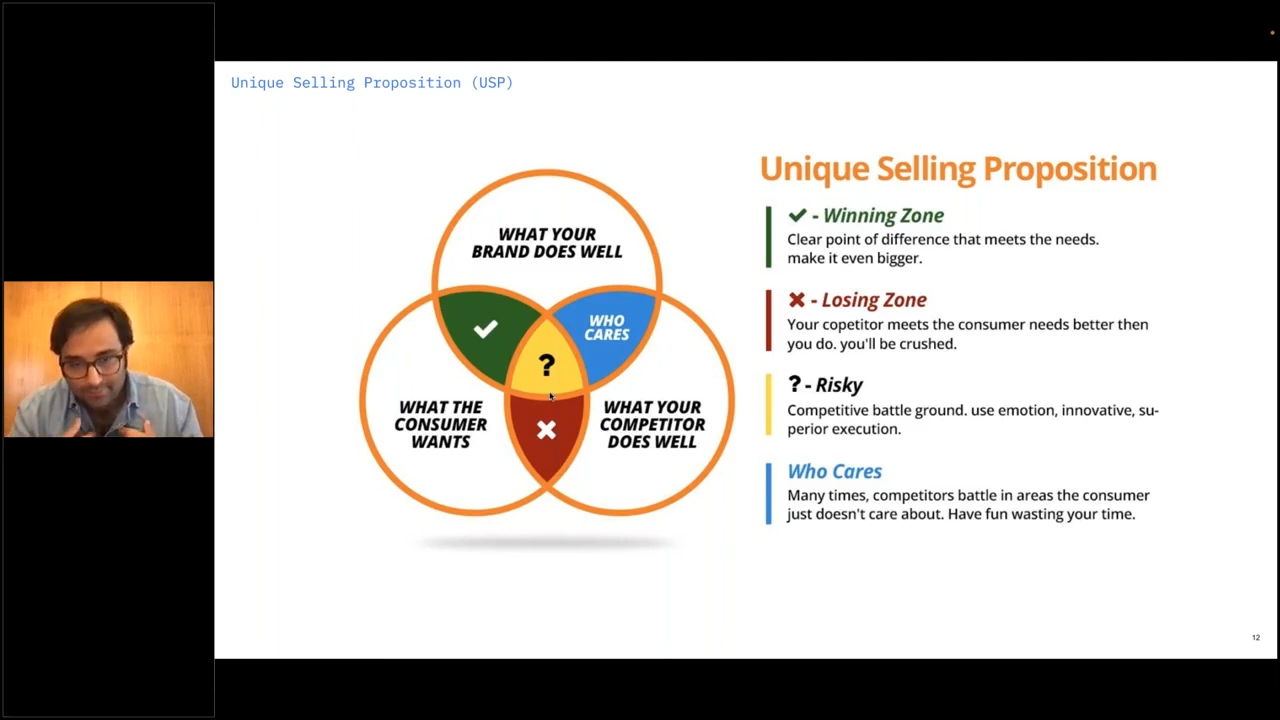 Unique Selling Proposition (USP)
WHAT YOUR
BRAND DOES WELL
WHO
CARES
?
WHAT THE
CONSUMER
WANTS
WHAT YOUR
COMPETITOR
DOES WELL
Unique Selling Proposition
✔ - Winning Zone
Clear point of difference that meets the needs.
make it even bigger.
✖ - Losing Zone
Your copetitor meets the consumer needs better then
you do. you'll be crushed.
? - Risky
Competitive battle ground. use emotion, innovative, su-
perior execution.
Who Cares
Many times, competitors battle in areas the consumer
just doesn't care about. Have fun wasting your time.
12